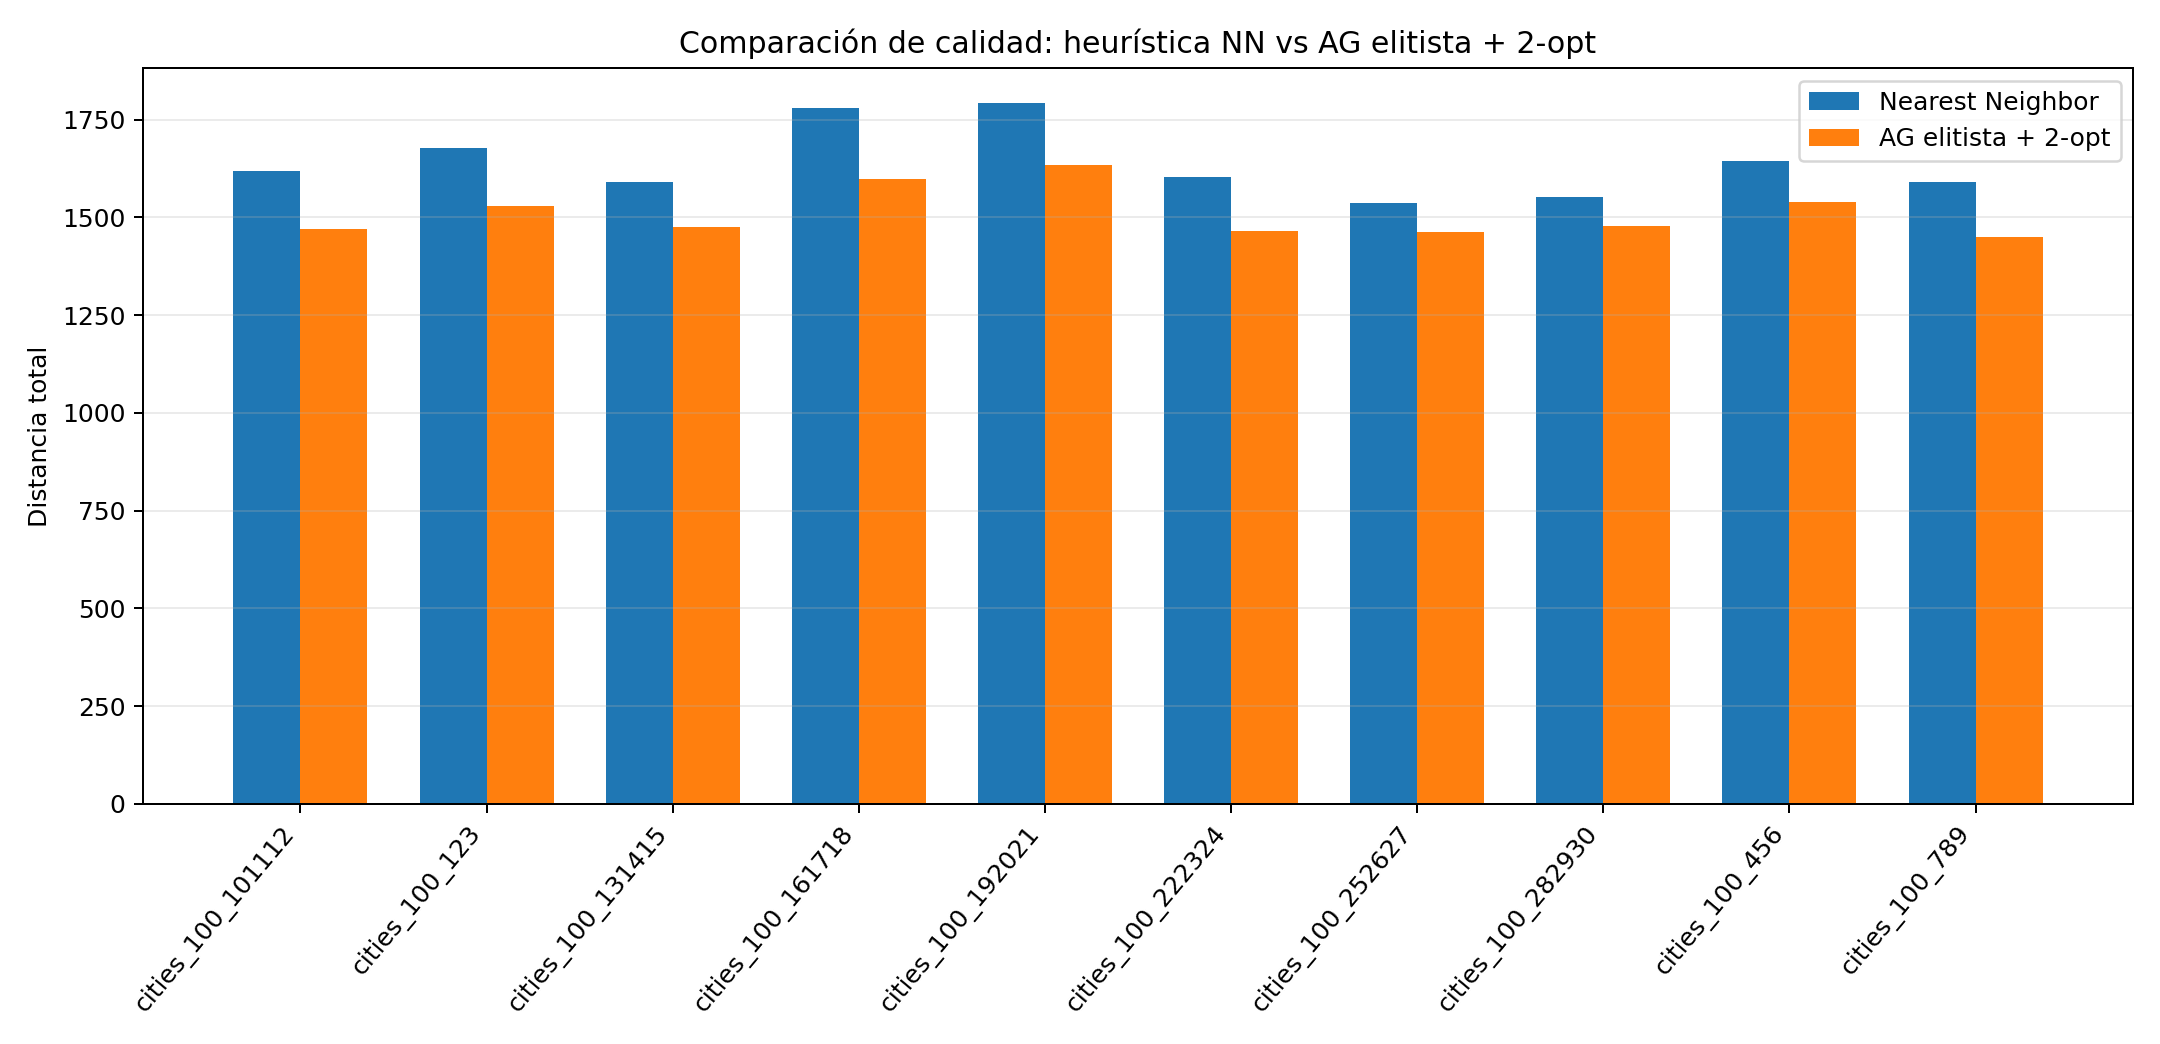 Comparación de calidad: heurística NN vs AG elitista + 2-opt
Nearest Neighbor
AG elitista + 2-opt
Distancia total
1750
1500
1250
1000
750
500
250
0
cities_100_101112
cities_100_123
cities_100_131415
cities_100_161718
cities_100_192021
cities_100_222324
cities_100_252627
cities_100_282930
cities_100_456
cities_100_789